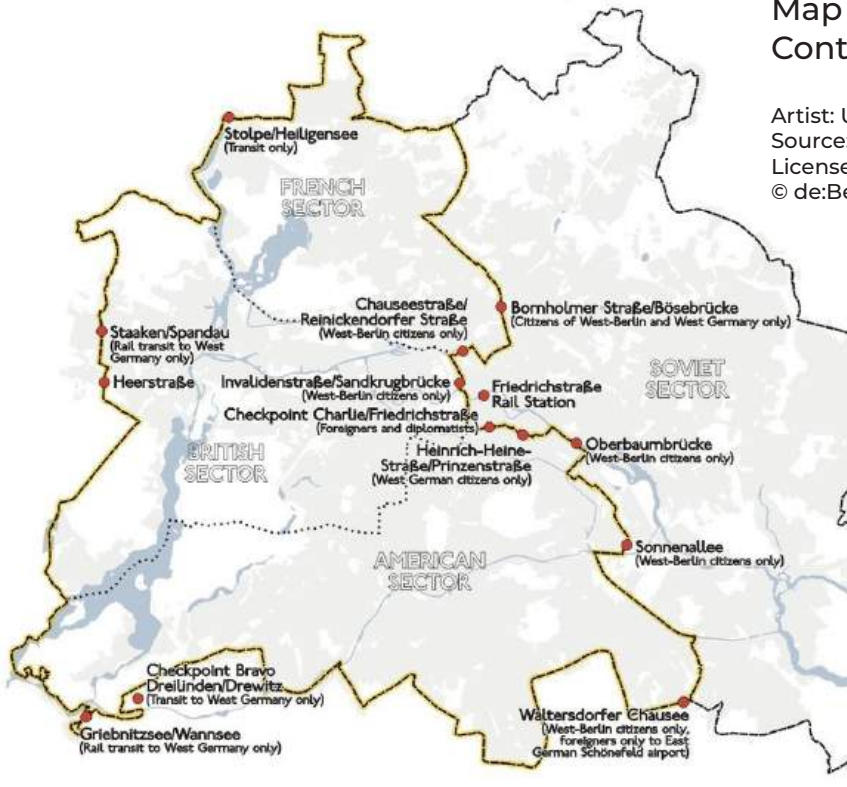 Map
Cont
Artist: U
Source:
License
© de:Be
Stolpe/Heiligensee
(Transit only)
FRENCH
SECTOR
Chauseestraße/
Reinickendorfer Straße
(West-Berlin citizens only)
Bornholmer Straße/Bösebrücke
(Citizens of West-Berlin and West Germany only)
Staaken/Spandau
(Rail transit to West
Germany only)
Heerstraße
Invalidenstraße/Sandkrugbrücke
(West-Berlin citizens only)
Friedrichstraße
Rail Station
SOVIET
SECTOR
Checkpoint Charlie/Friedrichstraße
(Foreigners and diplomatists)
BRITISH
SECTOR
Heinrich-Heine-
Straße/Prinzenstraße
(West German citizens only)
Oberbaumbrücke
(West-Berlin citizens only)
Sonnenallee
(West-Berlin citizens only)
AMERICAN
SECTOR
Checkpoint Bravo
Dreilinden/Drewitz
(Transit to West Germany only)
Griebnitzsee/Wannsee
(Rail transit to West Germany only)
Waltersdorfer Chausee
(West-Berlin citizens only,
foreigners only to East
German Schönefeld airport)